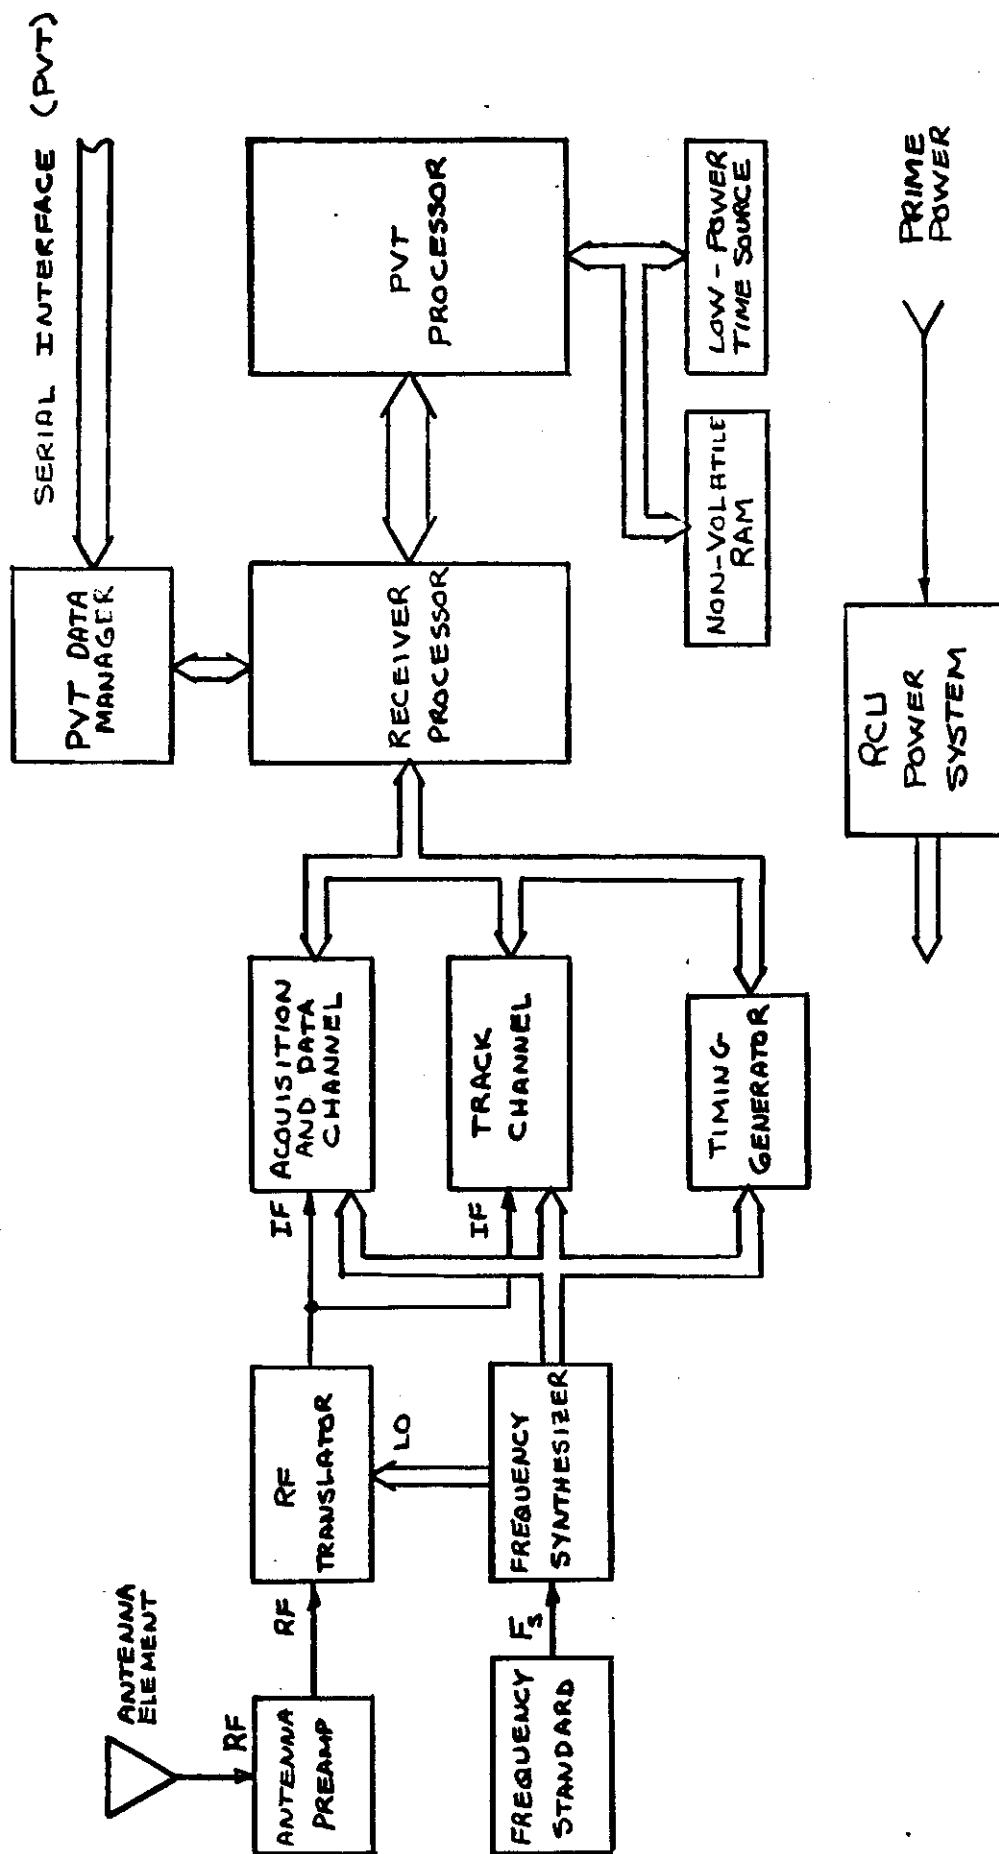 SERIAL INTERFACE (PVT)
ANTENNA
ELEMENT
RF
ANTENNA
PREAMP
RF
RF
TRANSLATOR
LO
FREQUENCY
STANDARD
Fs
FREQUENCY
SYNTHESIZER
IF
ACQUISITION
AND DATA
CHANNEL
IF
TRACK
CHANNEL
TIMING
GENERATOR
PVT DATA
MANAGER
RECEIVER
PROCESSOR
PVT
PROCESSOR
NON-VOLATILE
RAM
LOW-POWER
TIME SOURCE
RCU
POWER
SYSTEM
PRIME
POWER